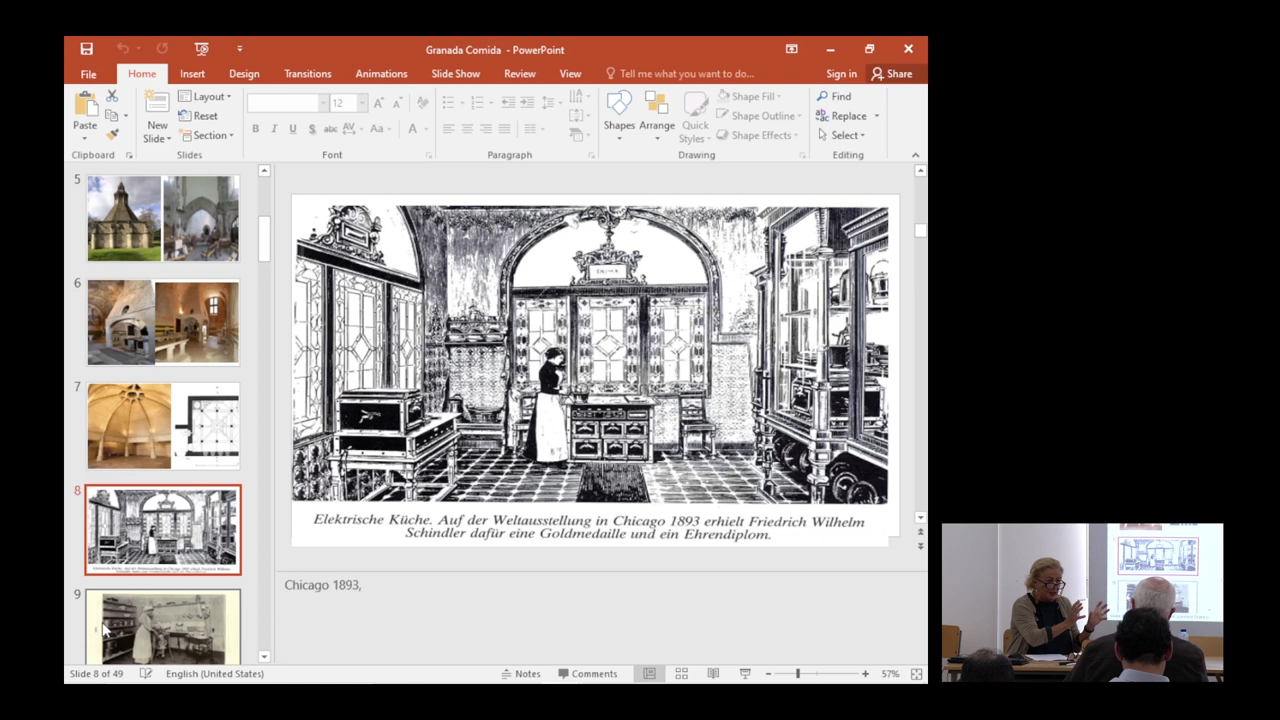 Granada Comida - PowerPoint
File Home Insert Design Transitions Animations Slide Show Review View Tell me what you want to do... Sign in Share
Paste
New Slide
Layout
Reset
Section
12
B I U S abc AV Aa A
Shapes Arrange Quick Styles
Shape Fill
Shape Outline
Shape Effects
Find
Replace
Select
Clipboard Slides Font Paragraph Drawing Editing
5
6
7
8
9
Elektrische Küche. Auf der Weltausstellung in Chicago 1893 erhielt Friedrich Wilhelm
Schindler dafür eine Goldmedaille und ein Ehrendiplom.
Chicago 1893,
Slide 8 of 49 English (United States) Notes Comments 57%